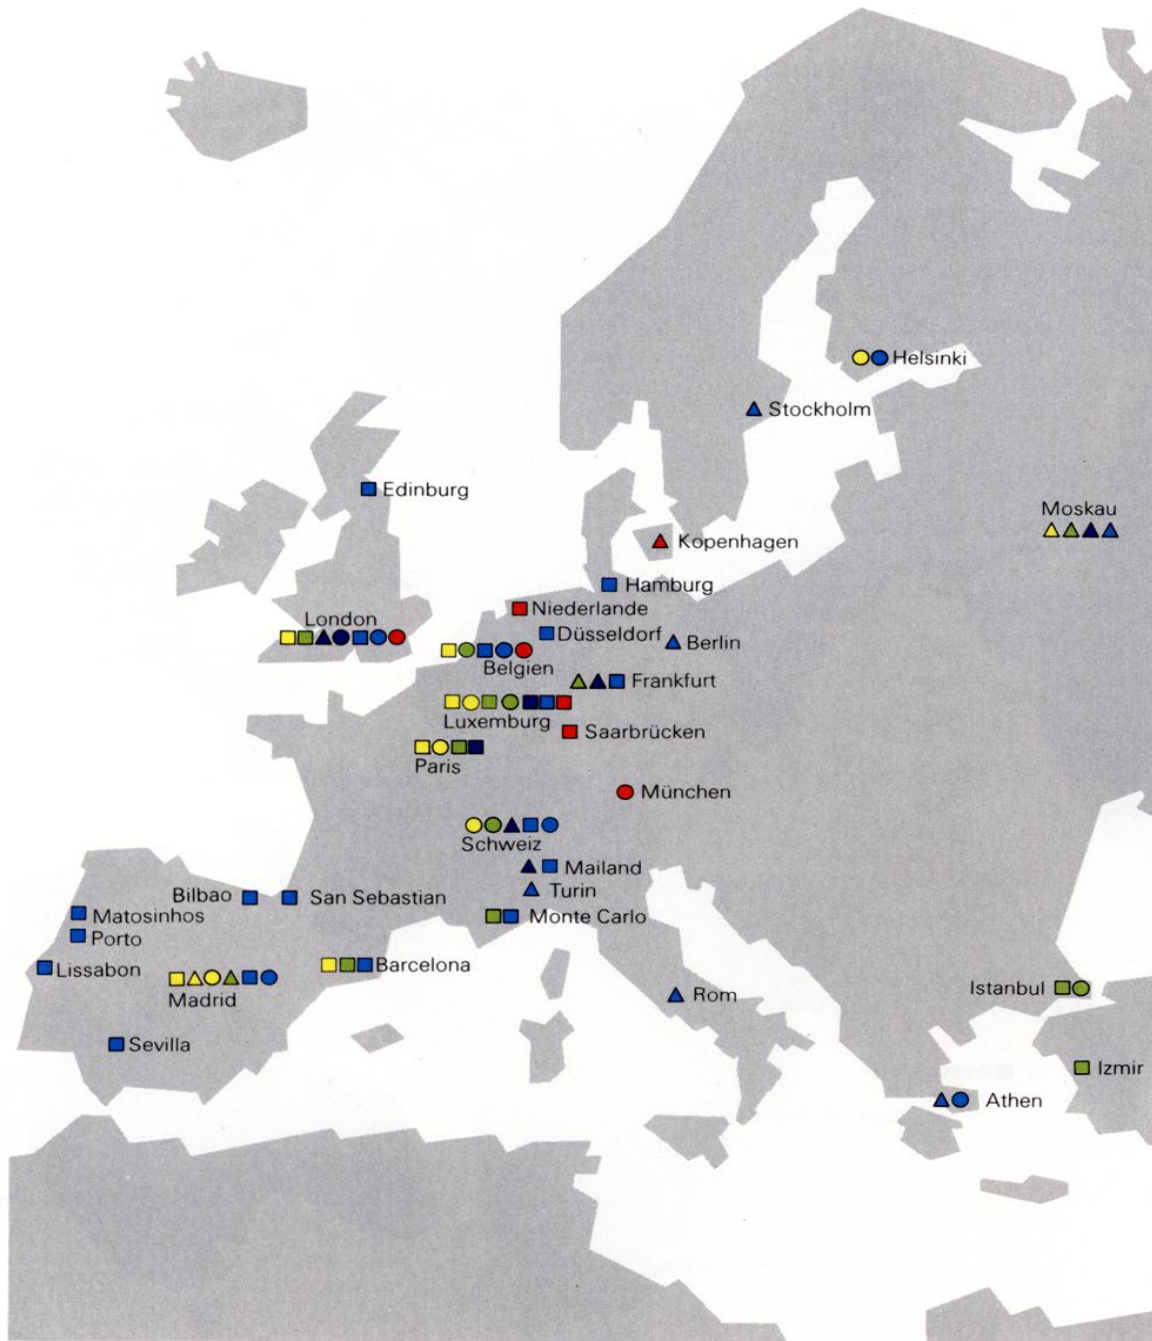 Helsinki
Stockholm
Edinburg
Moskau
Kopenhagen
Hamburg
Niederlande
London
Düsseldorf
Berlin
Belgien
Frankfurt
Luxemburg
Saarbrücken
Paris
München
Schweiz
Mailand
Turin
Bilbao
San Sebastian
Matosinhos
Monte Carlo
Porto
Lissabon
Barcelona
Madrid
Istanbul
Rom
Sevilla
Izmir
Athen